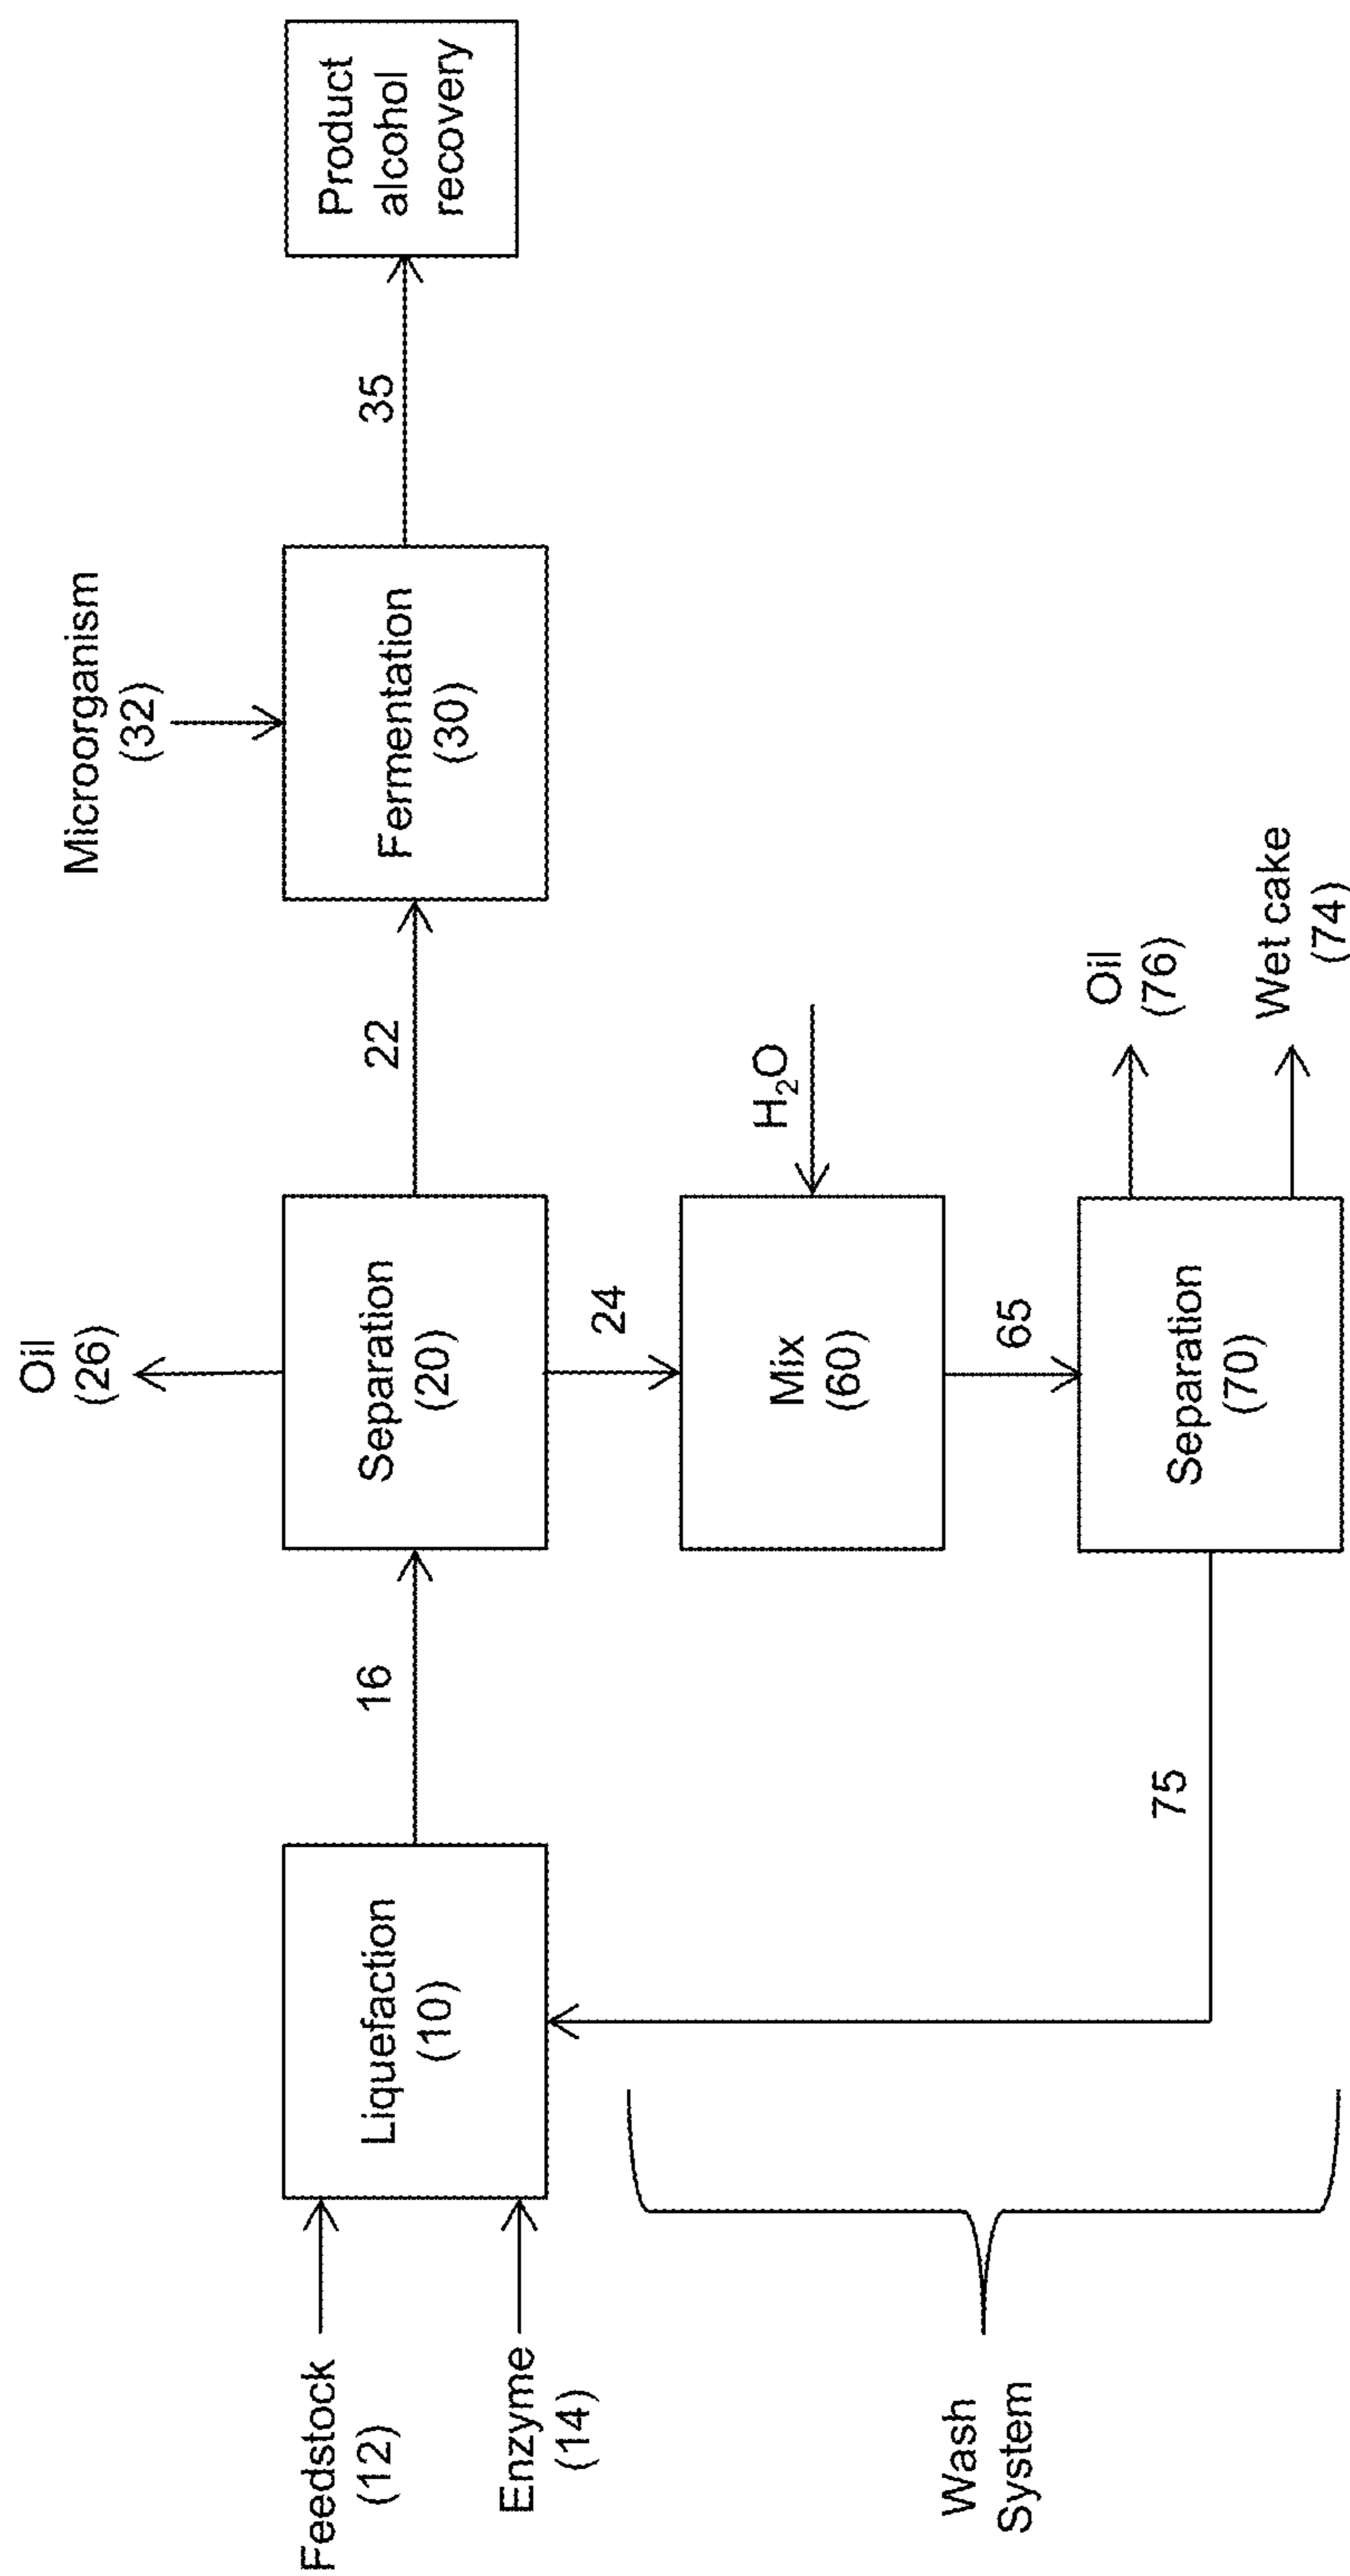 Feedstock
(12)
Enzyme
(14)
Liquefaction
(10)
16
Oil
(26)
Separation
(20)
22
Microorganism
(32)
Fermentation
(30)
35
Product
alcohol
recovery
24
Mix
(60)
H₂O
65
Separation
(70)
Oil
(76)
Wet cake
(74)
75
Wash
System